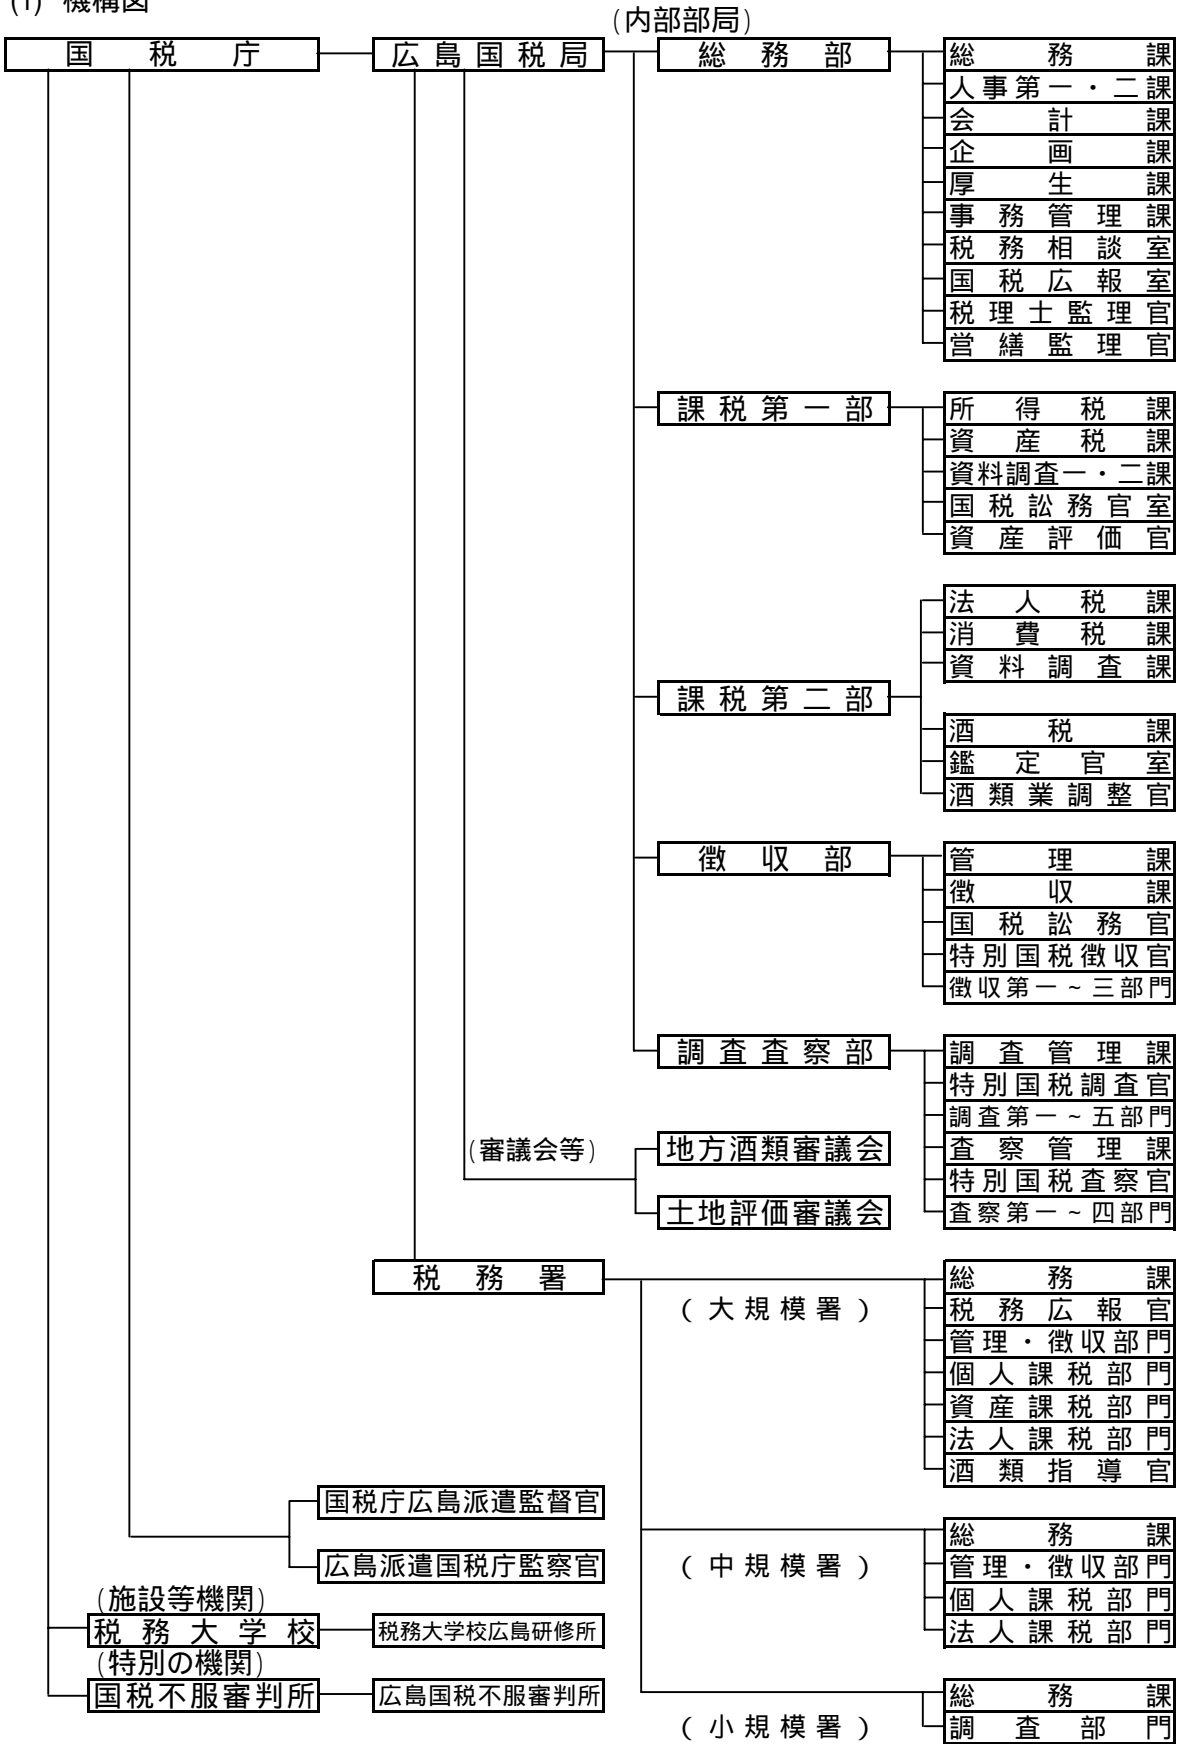 (1) 機構図
(内部部局)
国税庁
広島国税局
総務部
総務課
人事第一・二課
会計課
企画課
厚生課
事務管理課
税務相談室
国税広報室
税理士監理官
営繕監理官
課税第一部
所得税課
資産税課
資料調査一・二課
国税訟務官室
資産評価官
課税第二部
法人税課
消費税課
資料調査課
酒税課
鑑定官室
酒類業調整官
徴収部
管理課
徴収課
国税訟務官
特別国税徴収官
徴収第一~三部門
調査査察部
調査管理課
特別国税調査官
調査第一~五部門
査察管理課
特別国税査察官
査察第一~四部門
(審議会等)
地方酒類審議会
土地評価審議会
税務署
(大規模署)
総務課
税務広報官
管理・徴収部門
個人課税部門
資産課税部門
法人課税部門
酒類指導官
国税庁広島派遣監督官
広島派遣国税庁監察官
(中規模署)
総務課
管理・徴収部門
個人課税部門
法人課税部門
(施設等機関)
税務大学校
税務大学校広島研修所
(特別の機関)
国税不服審判所
広島国税不服審判所
(小規模署)
総務課
調査部門